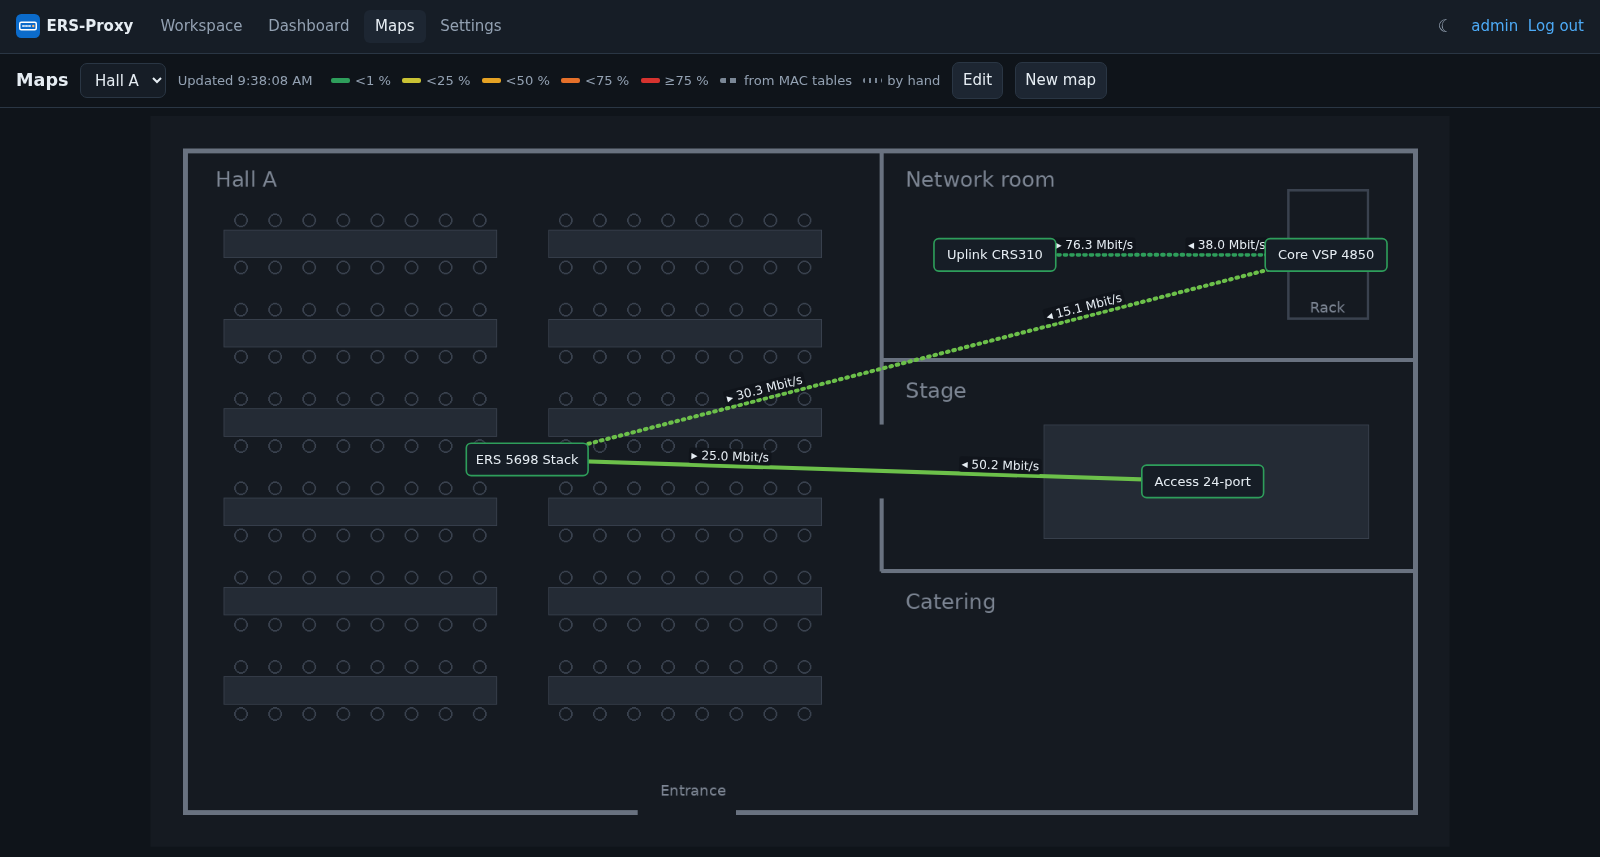 ERS-Proxy Workspace Dashboard Maps Settings admin Log out
Maps Hall A Updated 9:38:08 AM <1 % <25 % <50 % <75 % ≥75 % from MAC tables by hand Edit New map
Hall A
Network room
Uplink CRS310
▸ 76.3 Mbit/s
◂ 38.0 Mbit/s
Core VSP 4850
◂ 15.1 Mbit/s
Rack
▸ 30.3 Mbit/s
Stage
ERS 5698 Stack
▸ 25.0 Mbit/s
◂ 50.2 Mbit/s
Access 24-port
Catering
Entrance